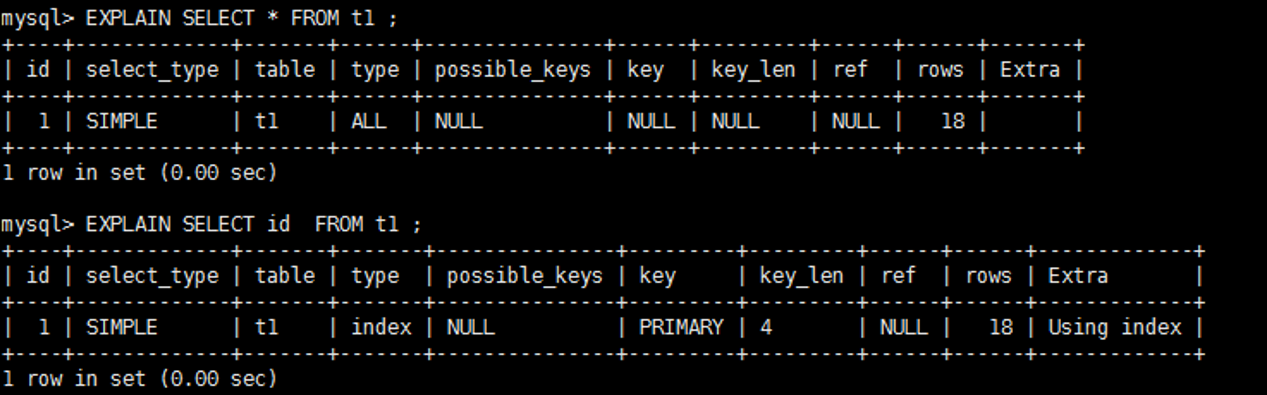 mysql> EXPLAIN SELECT * FROM t1 ;
+----+-------------+-------+------+---------------+------+---------+------+------+-------+
| id | select_type | table | type | possible_keys | key  | key_len | ref  | rows | Extra |
+----+-------------+-------+------+---------------+------+---------+------+------+-------+
|  1 | SIMPLE      | t1    | ALL  | NULL          | NULL | NULL    | NULL |   18 |       |
+----+-------------+-------+------+---------------+------+---------+------+------+-------+
1 row in set (0.00 sec)

mysql> EXPLAIN SELECT id  FROM t1 ;
+----+-------------+-------+-------+---------------+---------+---------+------+------+-------------+
| id | select_type | table | type  | possible_keys | key     | key_len | ref  | rows | Extra       |
+----+-------------+-------+-------+---------------+---------+---------+------+------+-------------+
|  1 | SIMPLE      | t1    | index | NULL          | PRIMARY | 4       | NULL |   18 | Using index |
+----+-------------+-------+-------+---------------+---------+---------+------+------+-------------+
1 row in set (0.00 sec)